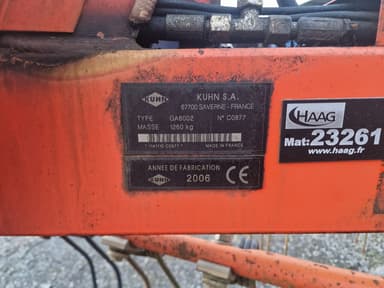 KUHN
KUHN S.A.
67700 SAVERNE - FRANCE
TYPE GA6002 N° C0877
MASSE 1260 kg
MADE IN FRANCE
ANNEE DE FABRICATION
KUHN 2006 CE
HAAG
Mat:23261
www.haag.fr